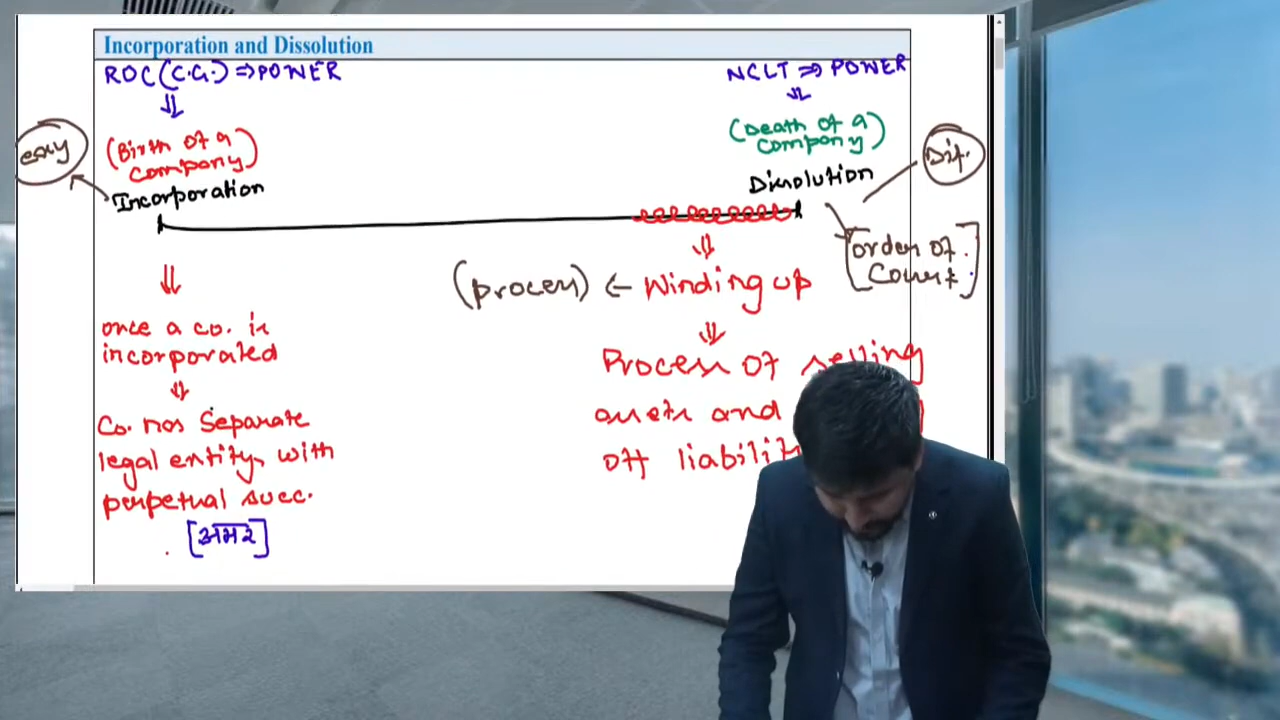 Incorporation and Dissolution
ROC (C.G.) ⇒ POWER
(Birth of a
company)
easy
Incorporation
once a co. is
incorporated
Co. has separate
legal entity, with
perpetual succ.
[अमर]
NCLT ⇒ POWER
(Death of a
company)
Dissolution
Dif.
[order of
Court]
(process) ← Winding up
Process of selling
assets and
off